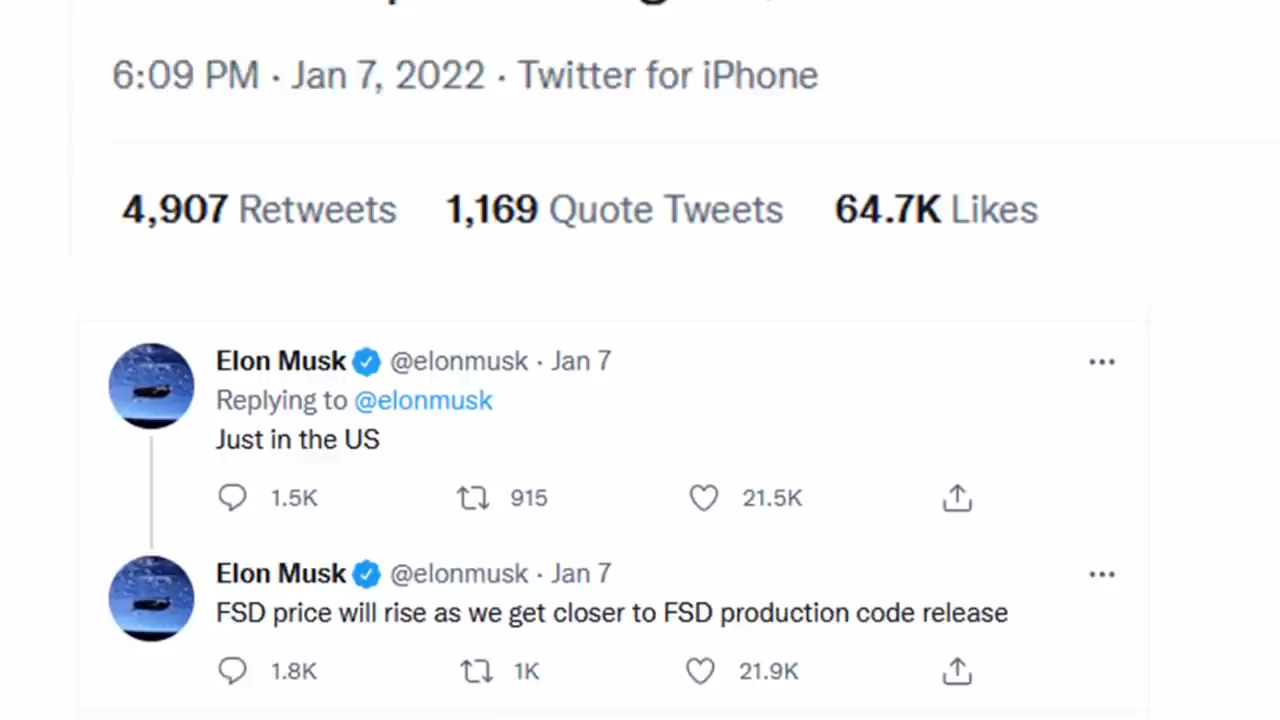 6:09 PM · Jan 7, 2022 · Twitter for iPhone
4,907 Retweets 1,169 Quote Tweets 64.7K Likes
Elon Musk @elonmusk · Jan 7
Replying to @elonmusk
Just in the US
1.5K 915 21.5K
Elon Musk @elonmusk · Jan 7
FSD price will rise as we get closer to FSD production code release
1.8K 1K 21.9K